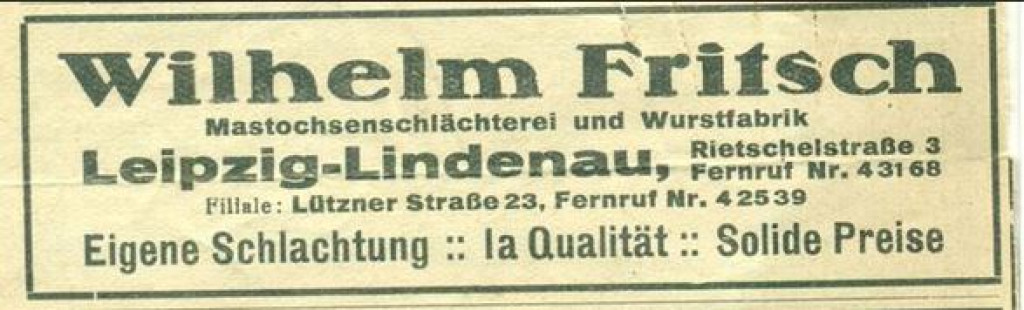 Wilhelm Fritsch
Mastochsenschlächterei und Wurstfabrik
Leipzig-Lindenau, Rietschelstraße 3
Fernruf Nr. 43168
Filiale: Lützner Straße 23, Fernruf Nr. 42539
Eigene Schlachtung :: Ia Qualität :: Solide Preise